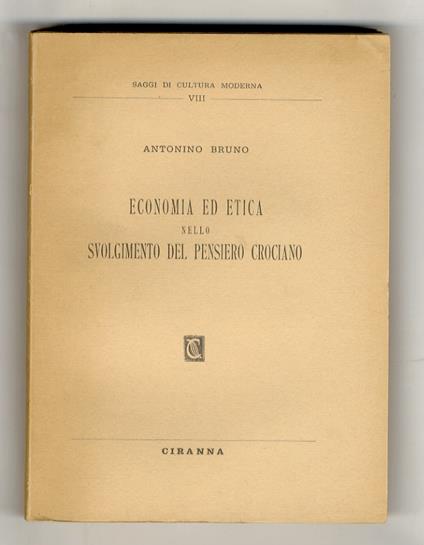 SAGGI DI CULTURA MODERNA
VIII
ANTONINO BRUNO
ECONOMIA ED ETICA
NELLO
SVOLGIMENTO DEL PENSIERO CROCIANO
C
CIRANNA